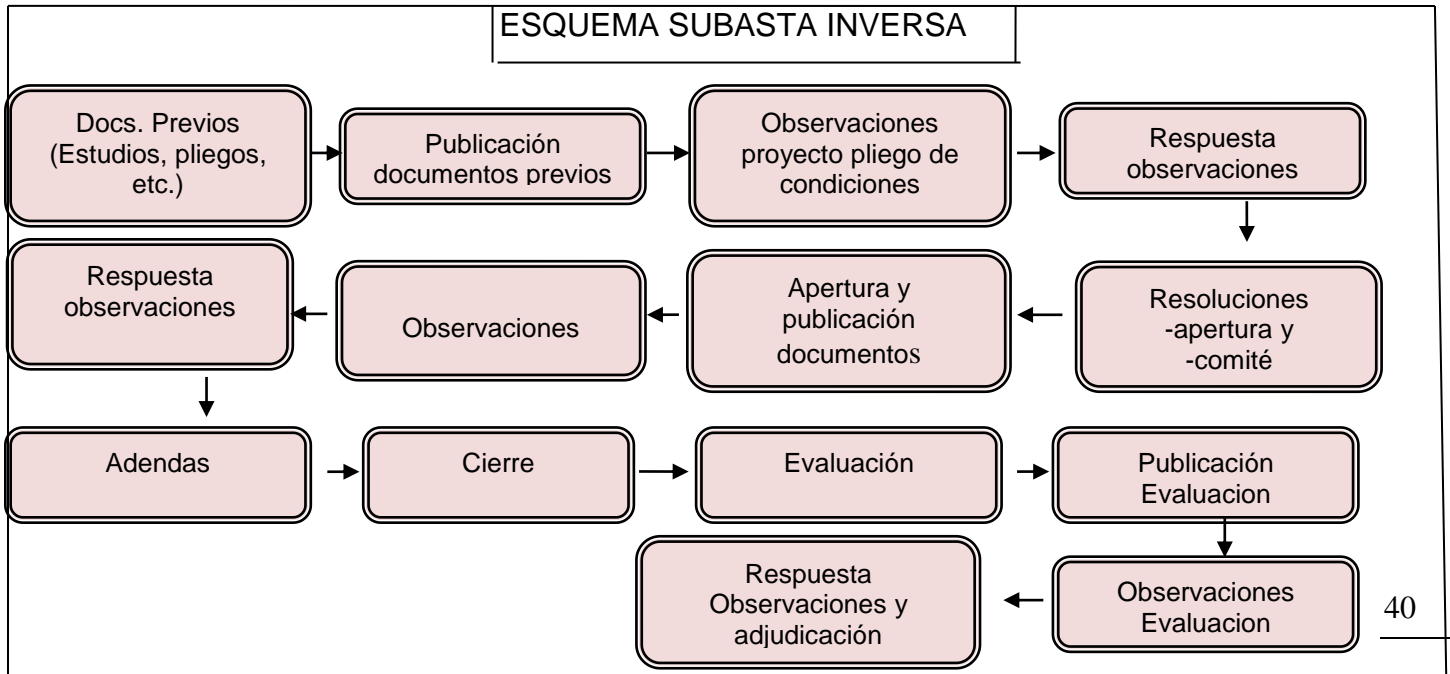 ESQUEMA SUBASTA INVERSA
Docs. Previos
(Estudios, pliegos,
etc.)
Publicación
documentos previos
Observaciones
proyecto pliego de
condiciones
Respuesta
observaciones
Resoluciones
-apertura y
-comité
Apertura y
publicación
documentos
Observaciones
Respuesta
observaciones
Adendas
Cierre
Evaluación
Publicación
Evaluacion
Observaciones
Evaluacion
Respuesta
Observaciones y
adjudicación
40